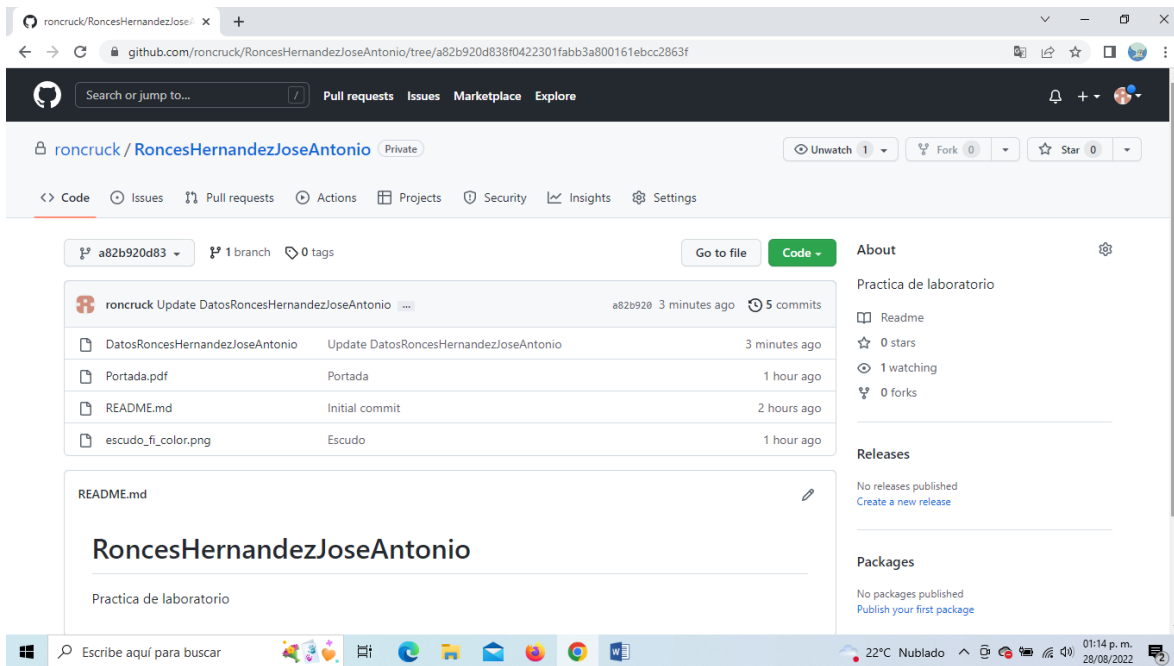 roncruck/RoncesHernandezJoseA
github.com/roncruck/RoncesHernandezJoseAntonio/tree/a82b920d838f0422301fabb3a800161ebcc2863f
Search or jump to... / Pull requests Issues Marketplace Explore
roncruck / RoncesHernandezJoseAntonio Private Unwatch 1 Fork 0 Star 0
<> Code Issues Pull requests Actions Projects Security Insights Settings
a82b920d83 1 branch 0 tags Go to file Code
roncruck Update DatosRoncesHernandezJoseAntonio ... a82b920 3 minutes ago 5 commits
DatosRoncesHernandezJoseAntonio Update DatosRoncesHernandezJoseAntonio 3 minutes ago
Portada.pdf Portada 1 hour ago
README.md Initial commit 2 hours ago
escudo_fi_color.png Escudo 1 hour ago
README.md
RoncesHernandezJoseAntonio
Practica de laboratorio
About
Practica de laboratorio
Readme
0 stars
1 watching
0 forks
Releases
No releases published
Create a new release
Packages
No packages published
Publish your first package
Escribe aquí para buscar
22°C Nublado
01:14 p. m.
28/08/2022
2